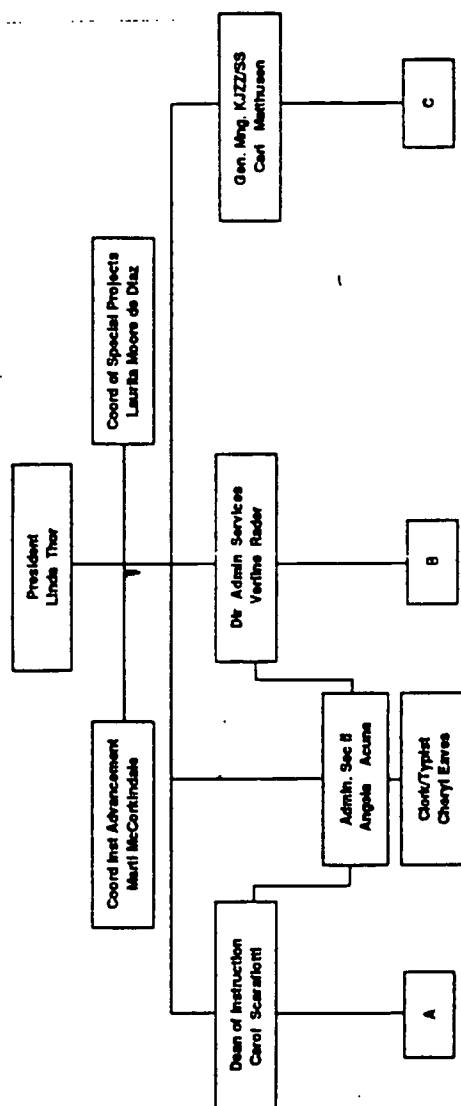 President
Linda Thor
Coord Inst Advancement
Marti McCorkindale
Coord of Special Projects
Laurita Moore de Diaz
Dean of Instruction
Carol Scarafiotti
Dir Admin Services
Verline Rader
Gen. Mng. KJZZ/SS
Carl Matthusen
Admin. Sec II
Angela Acuna
Clerk/Typist
Cheryl Eaves
A
B
C